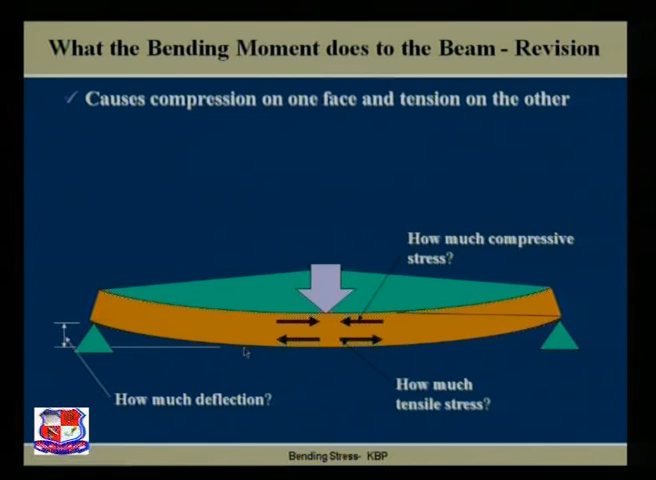 What the Bending Moment does to the Beam - Revision
✓ Causes compression on one face and tension on the other
How much compressive
stress?
How much deflection?
How much
tensile stress?
Bending Stress- KBP